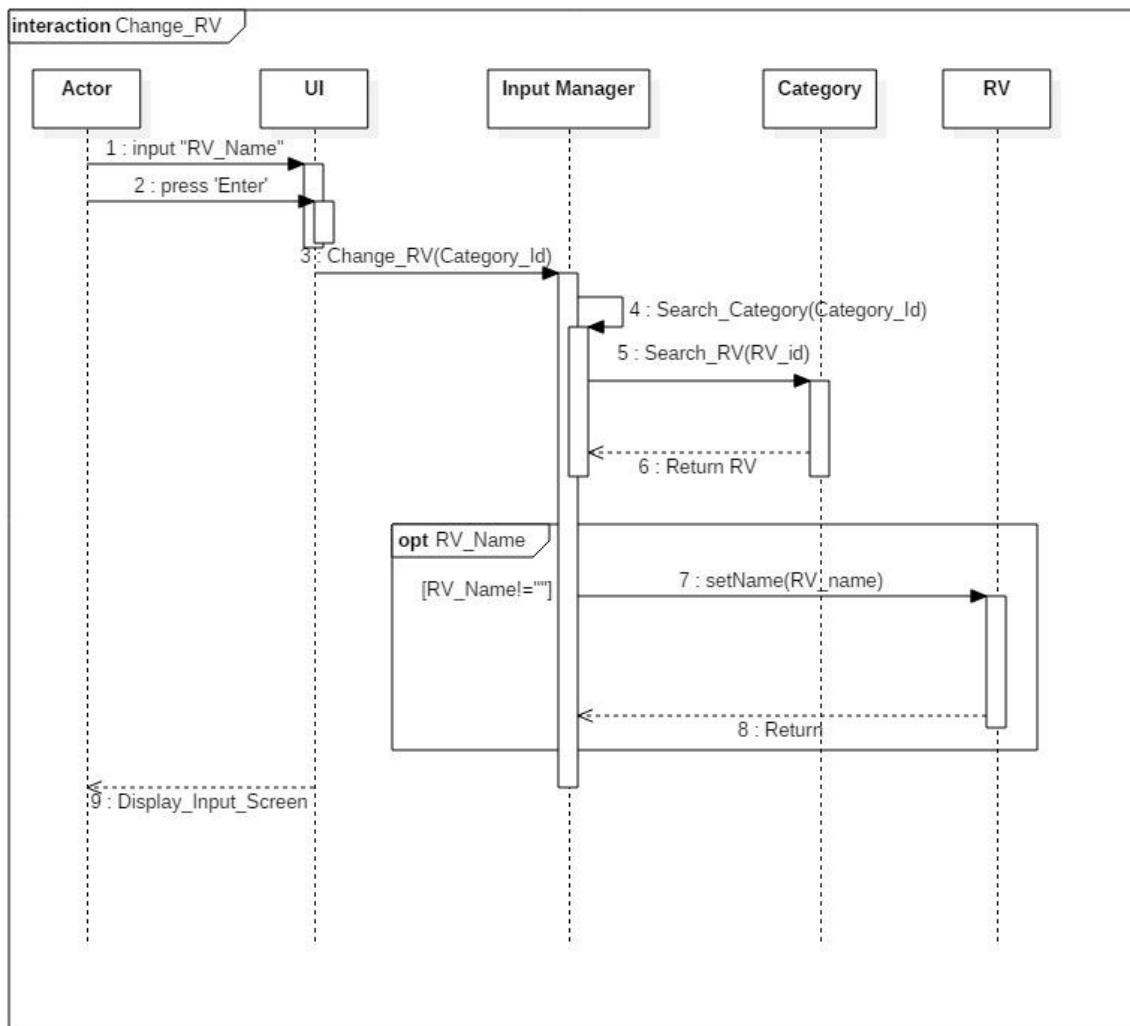 interaction Change_RV
Actor
UI
Input Manager
Category
RV
1 : input "RV_Name"
2 : press 'Enter'
3 : Change_RV(Category_Id)
4 : Search_Category(Category_Id)
5 : Search_RV(RV_id)
6 : Return RV
opt RV_Name
[RV_Name!=""]
7 : setName(RV_name)
8 : Return
9 : Display_Input_Screen